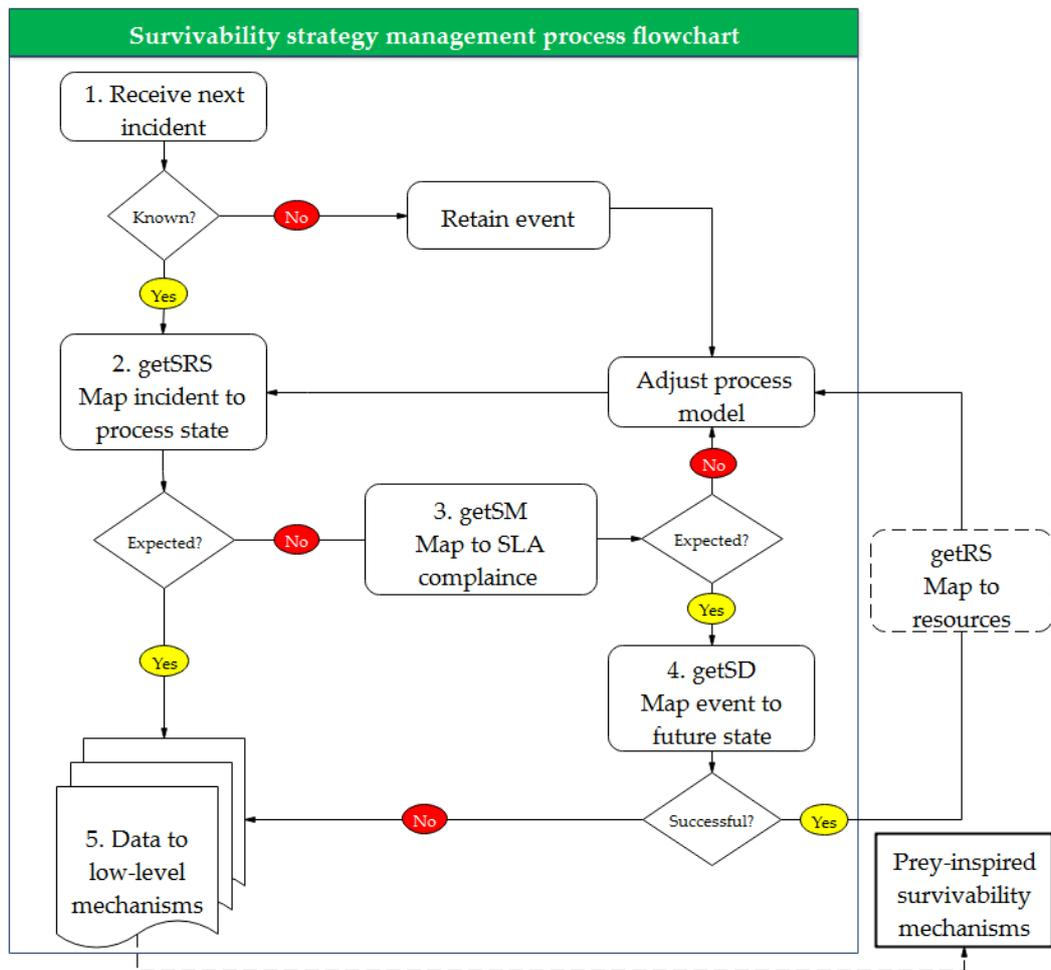 Survivability strategy management process flowchart
1. Receive next
incident
Known?
No
Retain event
Yes
2. getSRS
Map incident to
process state
Adjust process
model
No
Expected?
No
3. getSM
Map to SLA
complaince
Expected?
getRS
Map to
resources
Yes
Yes
4. getSD
Map event to
future state
5. Data to
low-level
mechanisms
No
Successful?
Yes
Prey-inspired
survivability
mechanisms